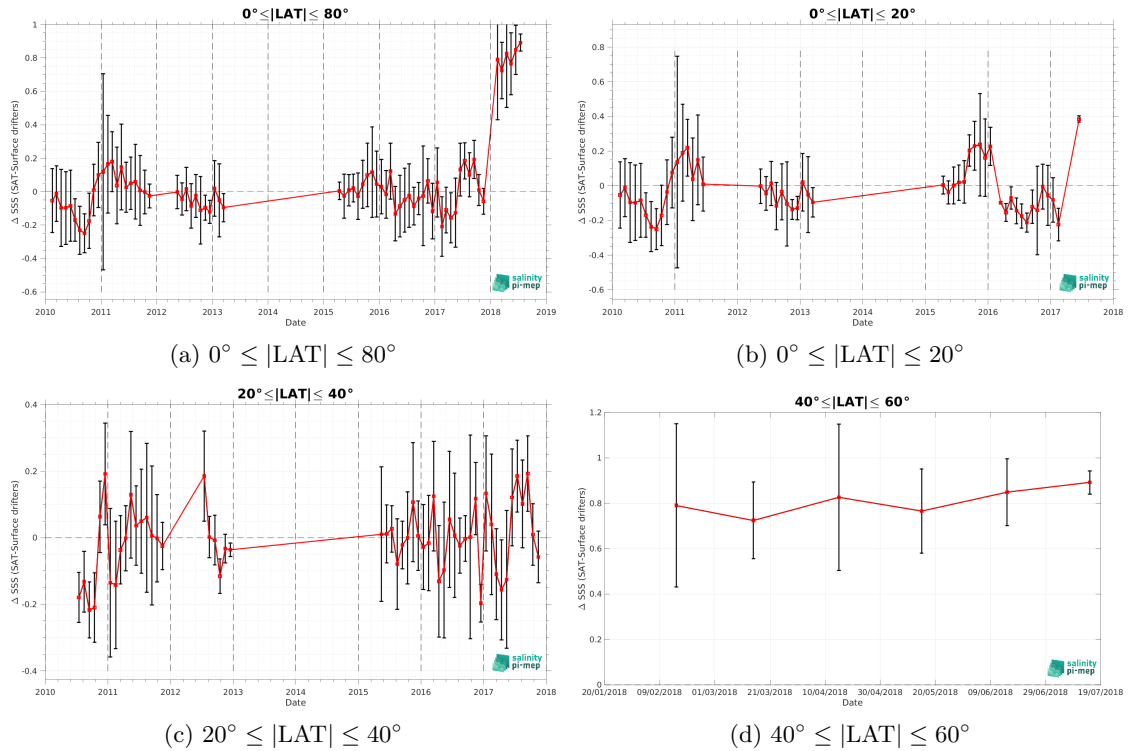 0°≤|LAT|≤ 80°
Δ SSS (SAT-Surface drifters)
1
0.8
0.6
0.4
0.2
0
-0.2
-0.4
-0.6
2010 2011 2012 2013 2014 2015 2016 2017 2018 2019
Date
salinity
pi-mep
(a) 0° ≤ |LAT| ≤ 80°
0°≤|LAT|≤ 20°
Δ SSS (SAT-Surface drifters)
0.8
0.6
0.4
0.2
0
-0.2
-0.4
-0.6
2010 2011 2012 2013 2014 2015 2016 2017 2018
Date
salinity
pi-mep
(b) 0° ≤ |LAT| ≤ 20°
20°≤|LAT|≤ 40°
Δ SSS (SAT-Surface drifters)
0.4
0.2
0
-0.2
-0.4
2010 2011 2012 2013 2014 2015 2016 2017 2018
Date
salinity
pi-mep
(c) 20° ≤ |LAT| ≤ 40°
40°≤|LAT|≤ 60°
Δ SSS (SAT-Surface drifters)
1.2
1
0.8
0.6
0.4
0.2
0
20/01/2018 09/02/2018 01/03/2018 21/03/2018 10/04/2018 30/04/2018 20/05/2018 09/06/2018 29/06/2018 19/07/2018
Date
salinity
pi-mep
(d) 40° ≤ |LAT| ≤ 60°